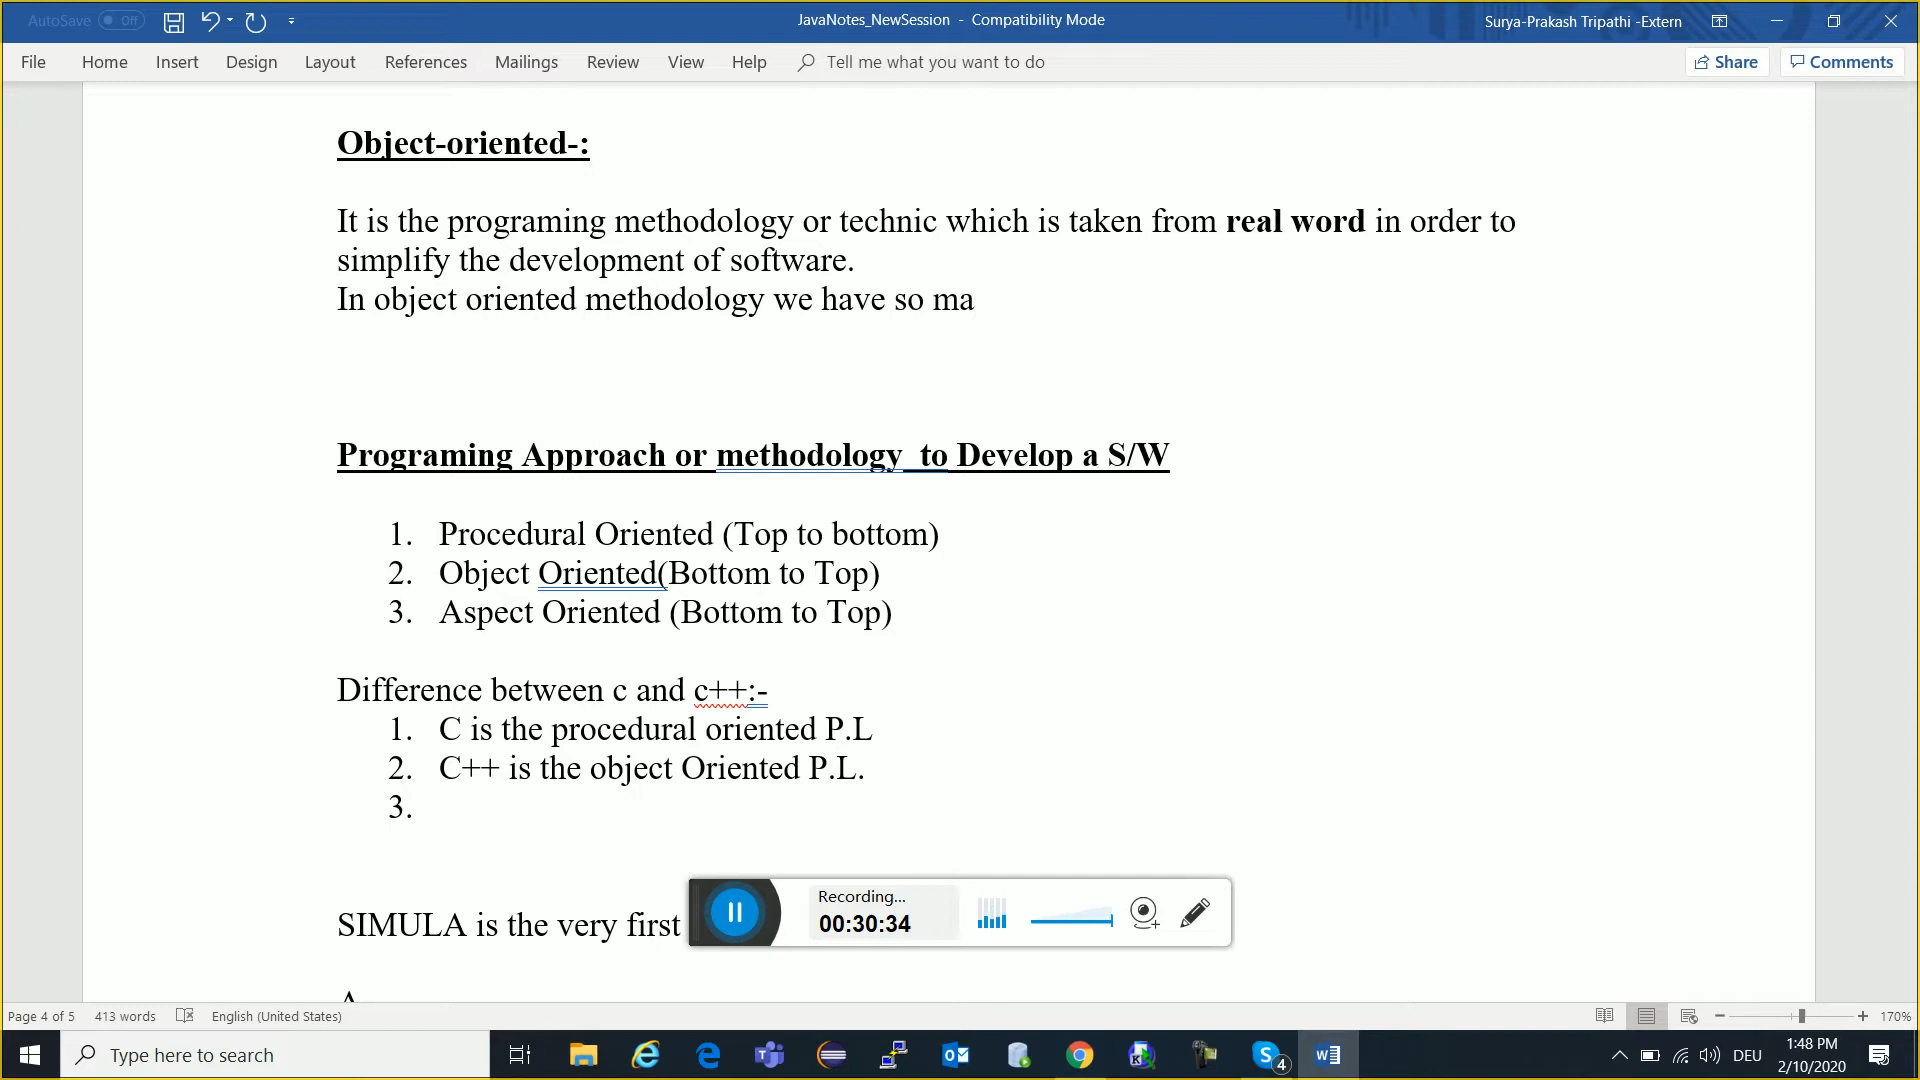 AutoSave Off JavaNotes_NewSession - Compatibility Mode Surya-Prakash Tripathi -Extern
File Home Insert Design Layout References Mailings Review View Help Tell me what you want to do Share Comments
Object-oriented-:
It is the programing methodology or technic which is taken from real word in order to
simplify the development of software.
In object oriented methodology we have so ma
Programing Approach or methodology to Develop a S/W
1. Procedural Oriented (Top to bottom)
2. Object Oriented(Bottom to Top)
3. Aspect Oriented (Bottom to Top)
Difference between c and c++:-
1. C is the procedural oriented P.L
2. C++ is the object Oriented P.L.
3.
Recording...
00:30:34
SIMULA is the very first
Page 4 of 5 413 words English (United States) 170%
Type here to search 4 DEU 1:48 PM
2/10/2020